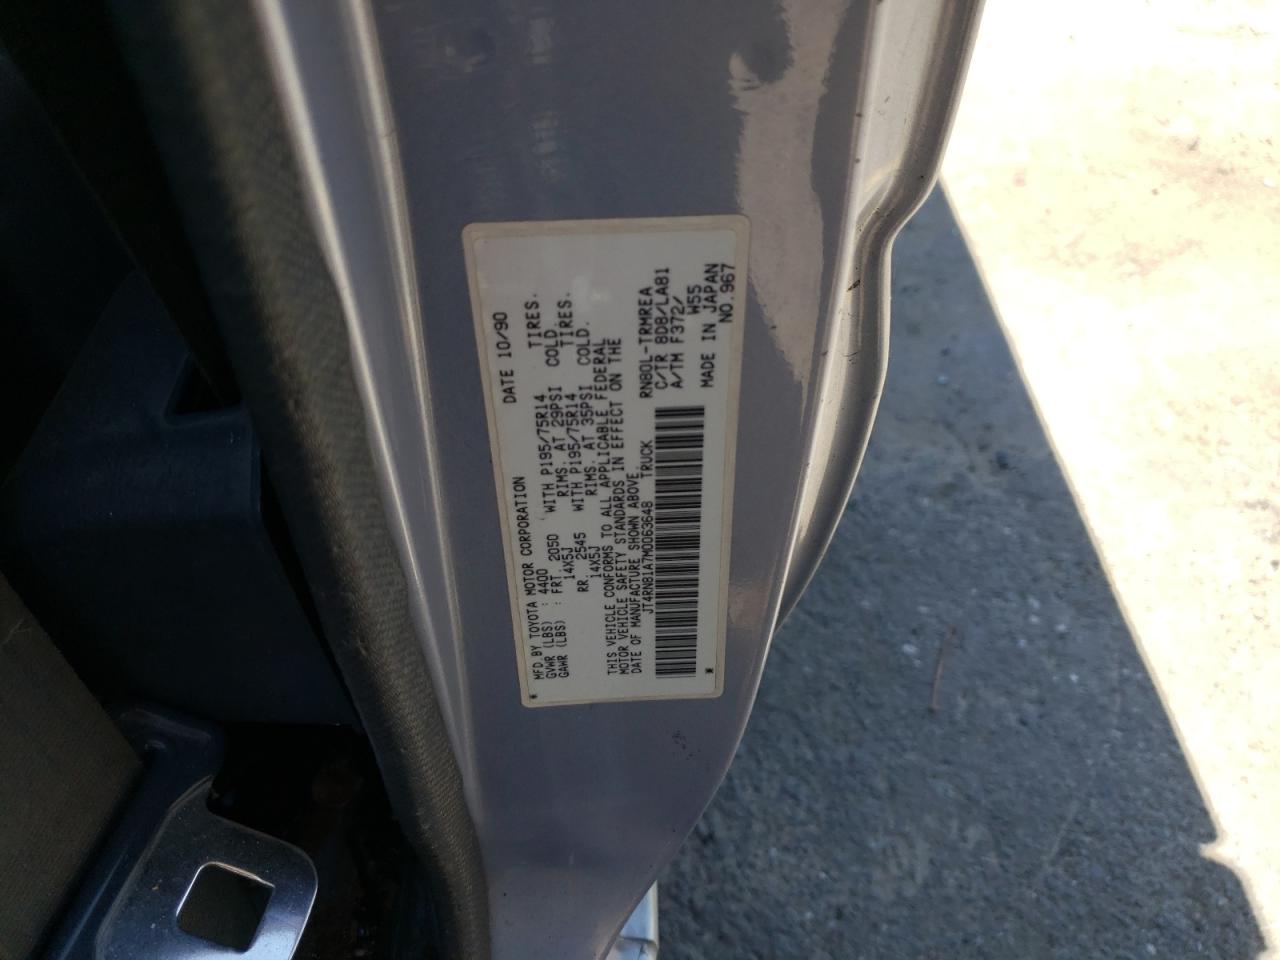 MFD BY TOYOTA MOTOR CORPORATION DATE 10/90
GVWR (LBS) : 4400
GAWR (LBS) : FRT. 2050 WITH P195/75R14 TIRES.
14X5J RIMS. AT 29PSI COLD.
RR. 2545 WITH P195/75R14 TIRES.
14X5J RIMS. AT 35PSI COLD.
THIS VEHICLE CONFORMS TO ALL APPLICABLE FEDERAL
MOTOR VEHICLE SAFETY STANDARDS IN EFFECT ON THE
DATE OF MANUFACTURE SHOWN ABOVE.
JT4RN81A7M0063648 TRUCK
RN80L-TRMREA
C/TR 8D8/LA81
A/TM F372/
W55
MADE IN JAPAN
NO.967